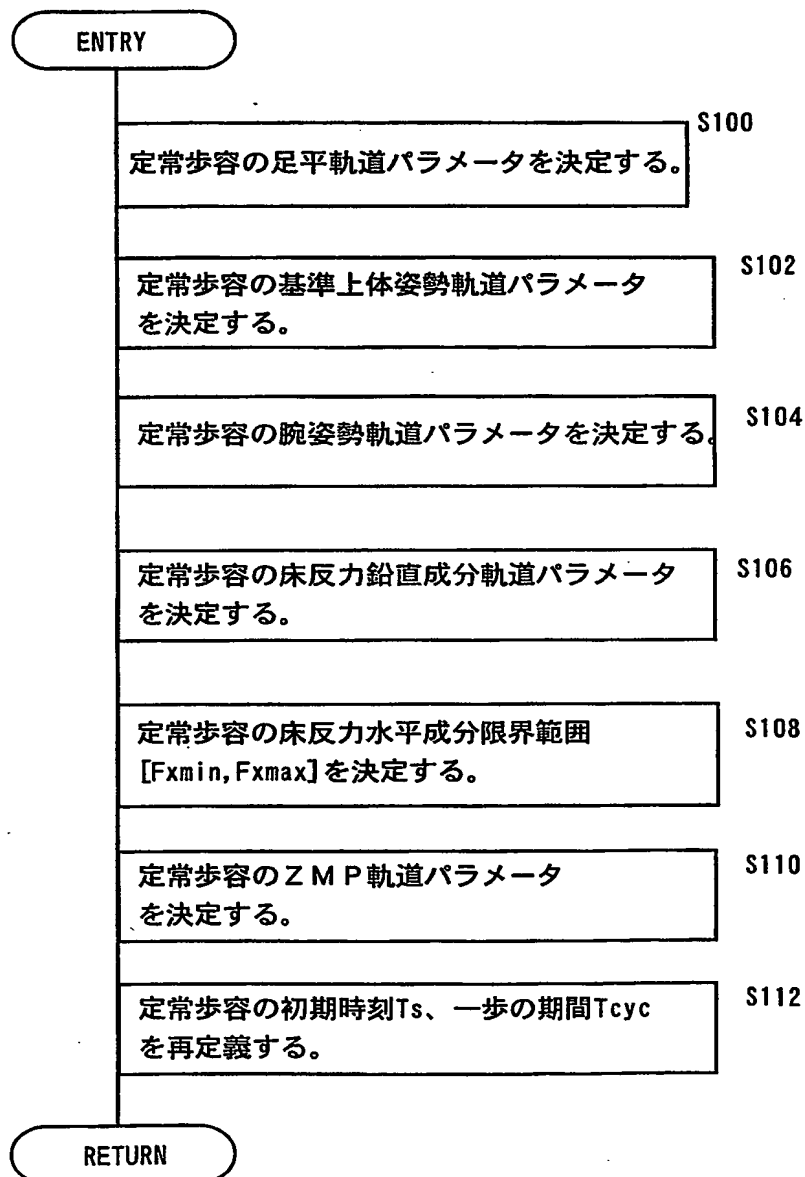 ENTRY
S100
定常歩容の足平軌道パラメータを決定する。
S102
定常歩容の基準上体姿勢軌道パラメータ
を決定する。
S104
定常歩容の腕姿勢軌道パラメータを決定する。
S106
定常歩容の床反力鉛直成分軌道パラメータ
を決定する。
S108
定常歩容の床反力水平成分限界範囲
[Fxmin,Fxmax]を決定する。
S110
定常歩容のZMP軌道パラメータ
を決定する。
S112
定常歩容の初期時刻Ts、一歩の期間Tcyc
を再定義する。
RETURN